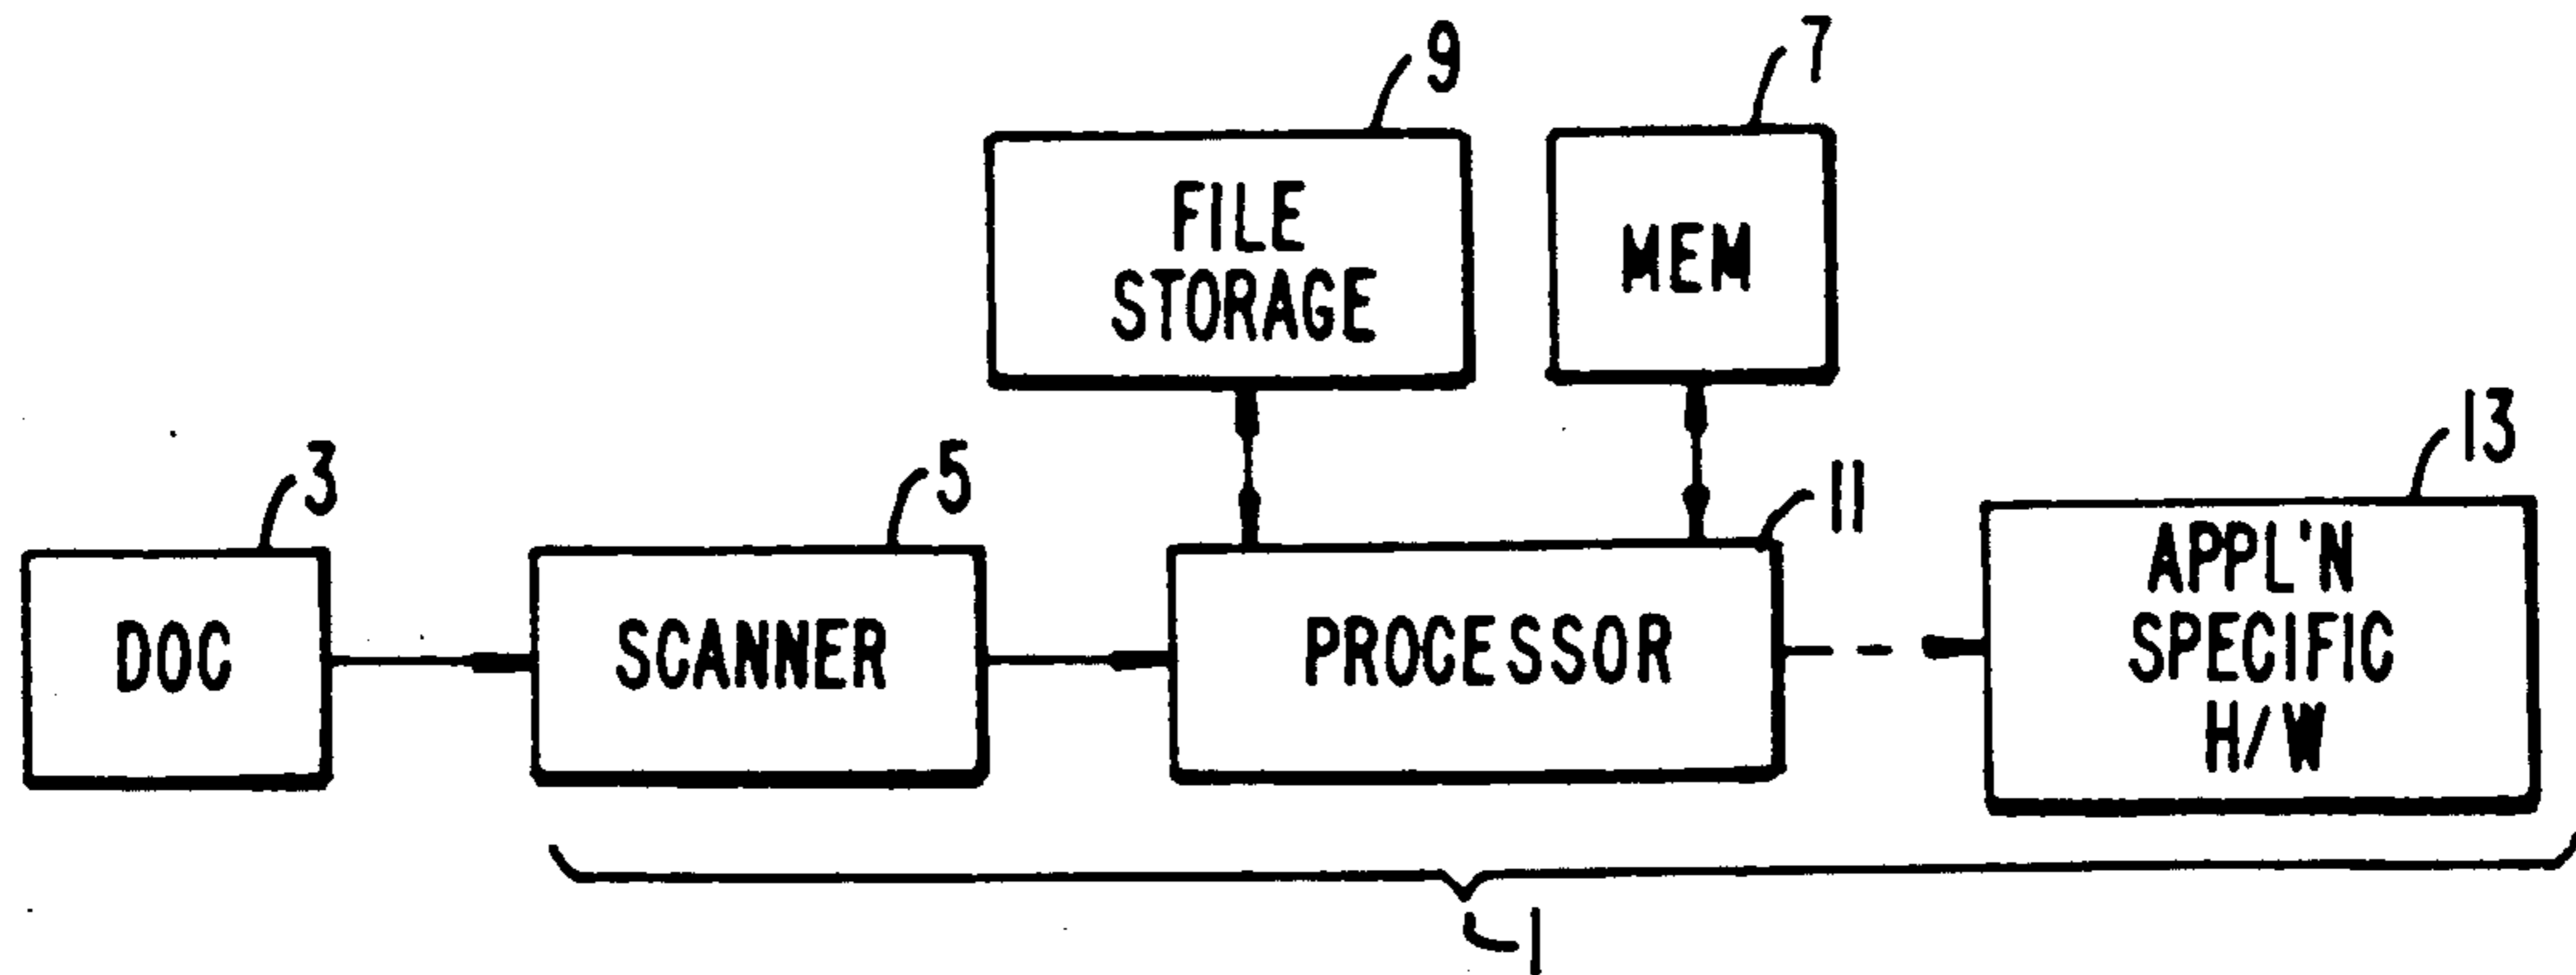 9
7
FILE
STORAGE
MEM
3
5
11
13
DOC
SCANNER
PROCESSOR
APPL'N
SPECIFIC
H/W
1